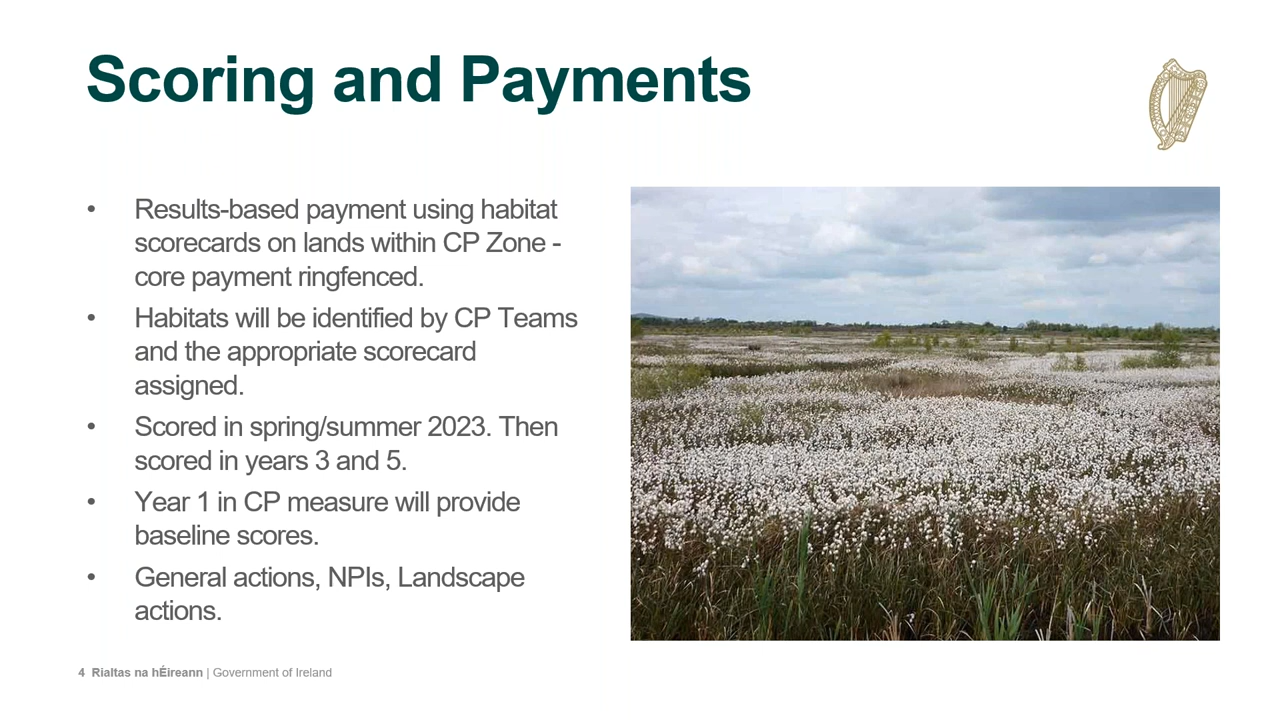 Scoring and Payments
• Results-based payment using habitat
scorecards on lands within CP Zone -
core payment ringfenced.
• Habitats will be identified by CP Teams
and the appropriate scorecard
assigned.
• Scored in spring/summer 2023. Then
scored in years 3 and 5.
• Year 1 in CP measure will provide
baseline scores.
• General actions, NPIs, Landscape
actions.
4 Rialtas na hÉireann | Government of Ireland